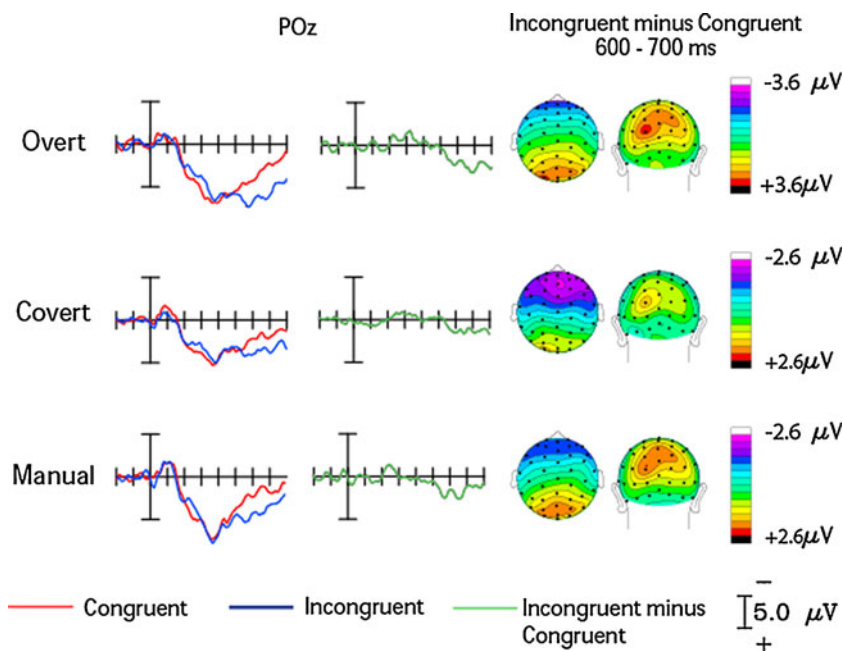 POz
Incongruent minus Congruent
600 - 700 ms
Overt
-3.6 μV
+3.6μV
Covert
-2.6 μV
+2.6μV
Manual
-2.6 μV
+2.6μV
Congruent
Incongruent
Incongruent minus
Congruent
−
5.0 μV
+